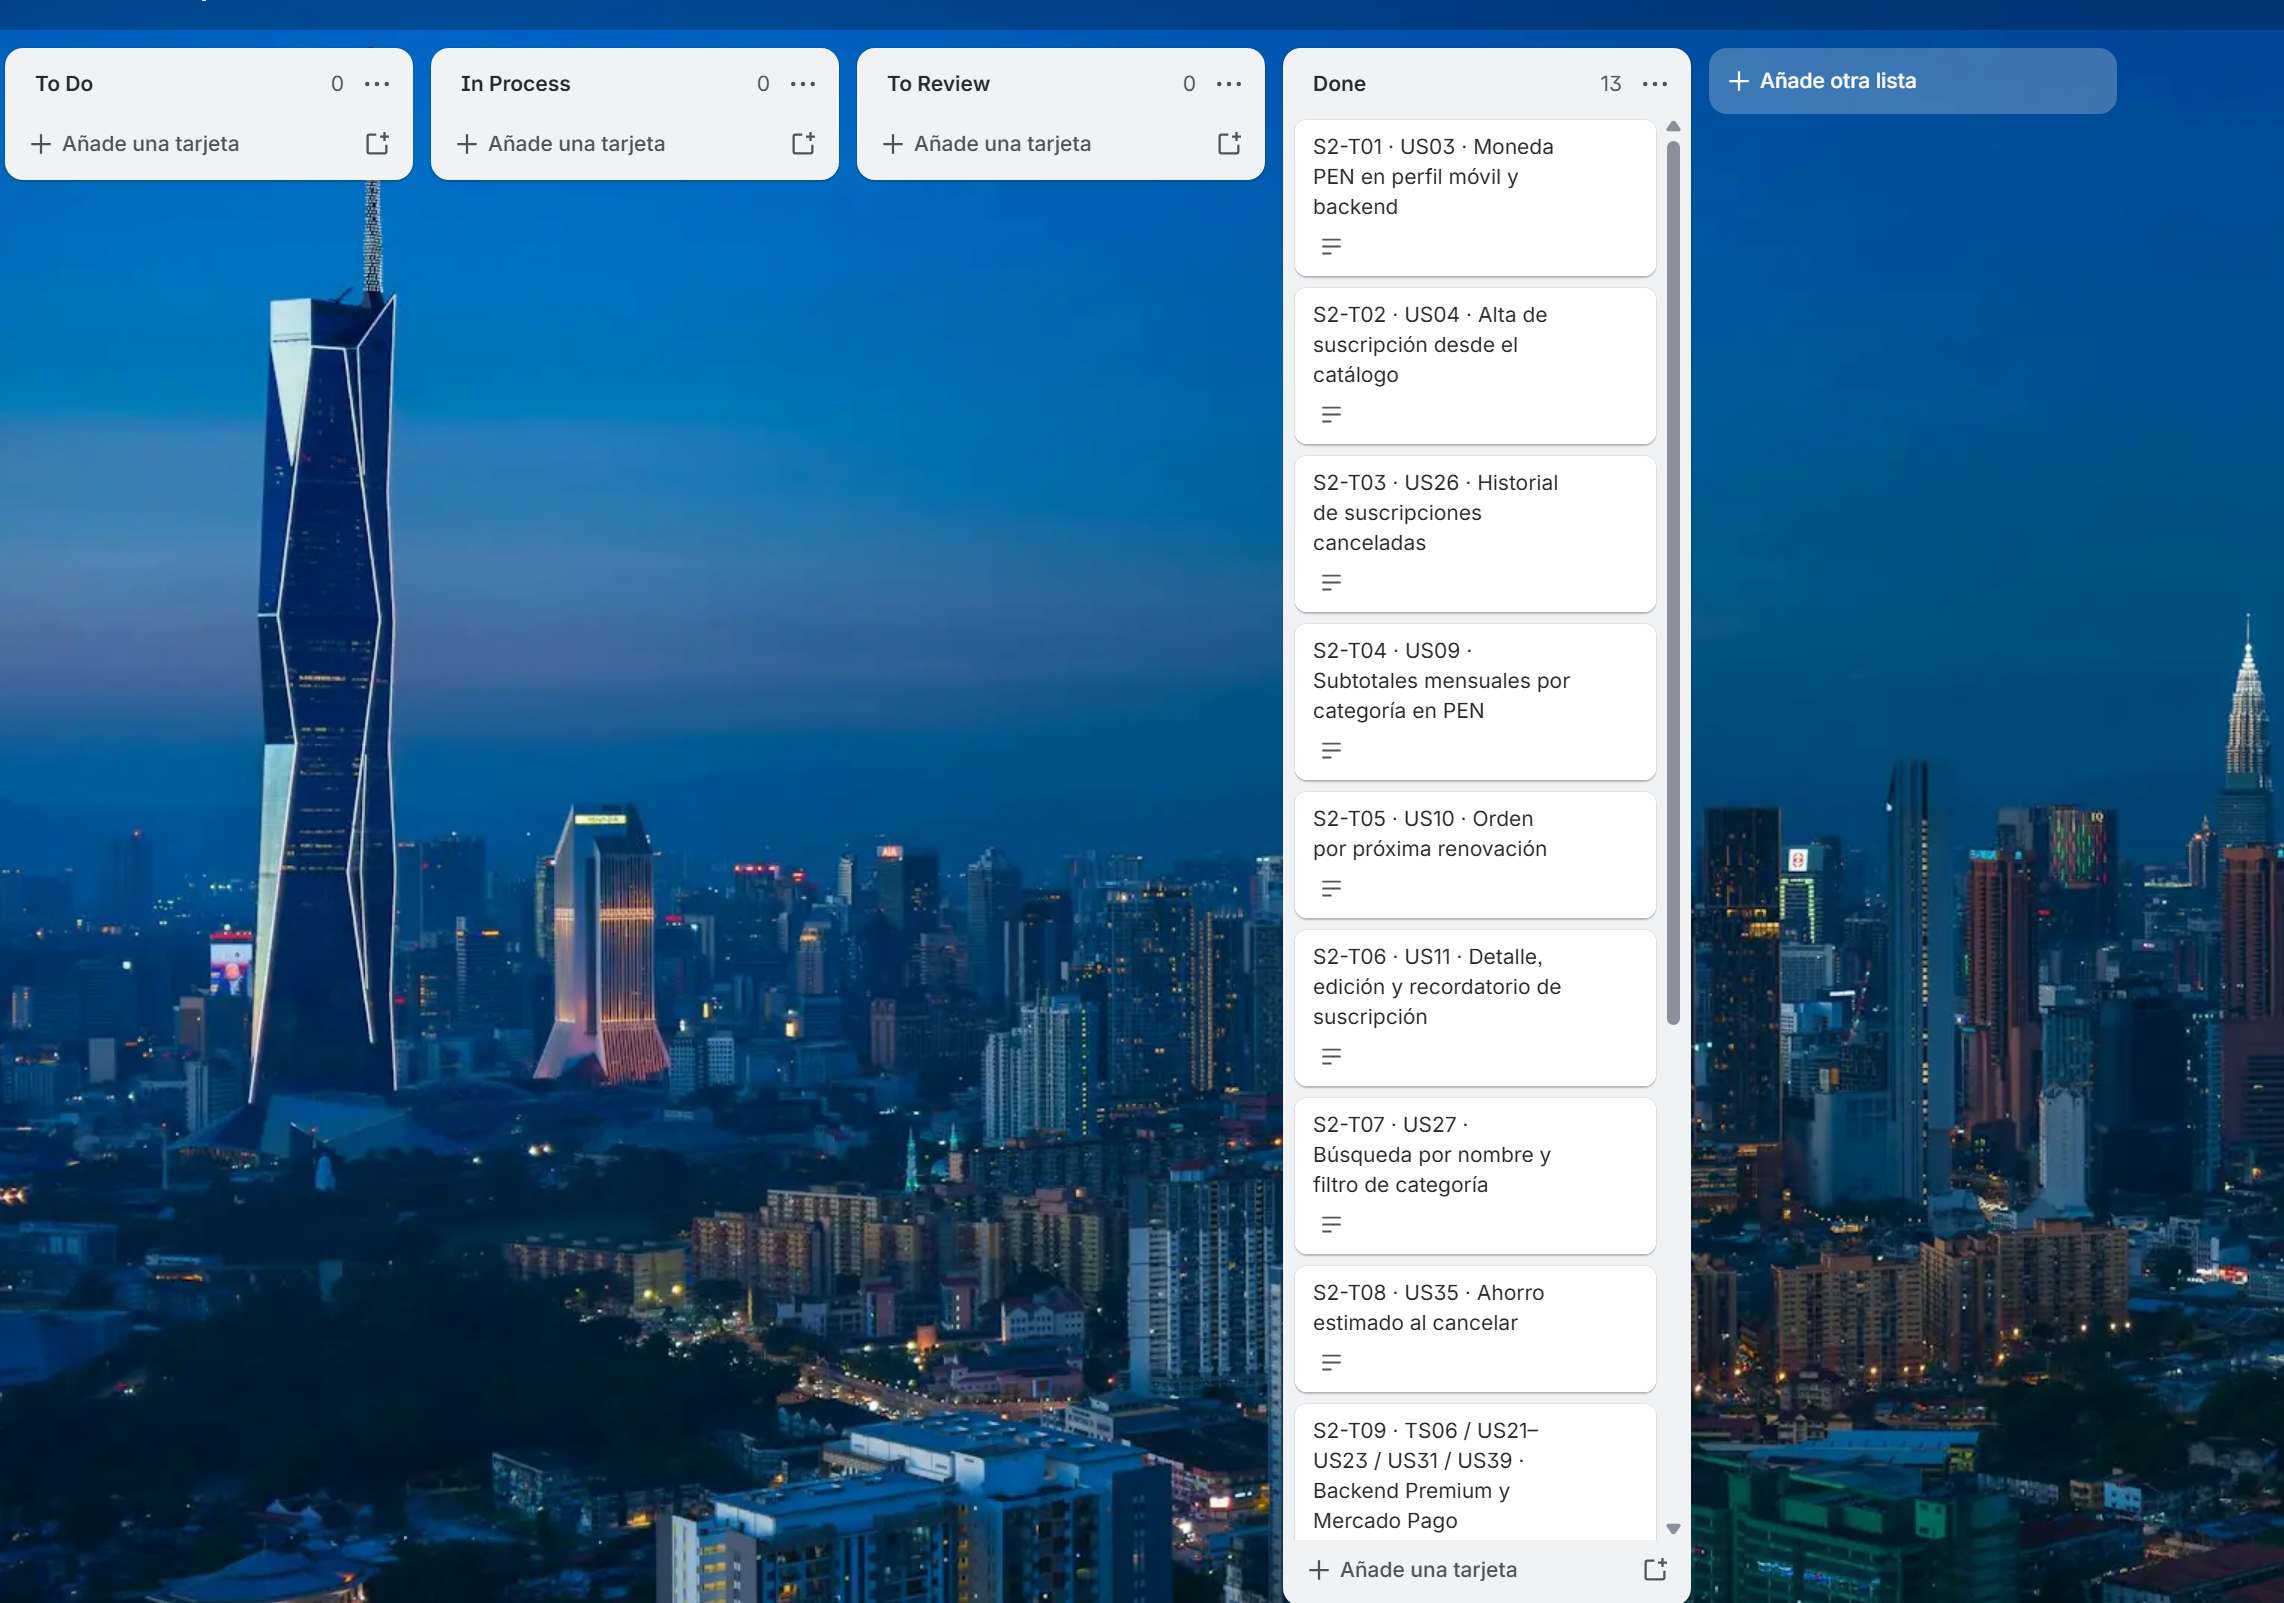 To Do
0
Añade una tarjeta
In Process
0
Añade una tarjeta
To Review
0
Añade una tarjeta
Done
13
S2-T01 · US03 · Moneda
PEN en perfil móvil y
backend
S2-T02 · US04 · Alta de
suscripción desde el
catálogo
S2-T03 · US26 · Historial
de suscripciones
canceladas
S2-T04 · US09 ·
Subtotales mensuales por
categoría en PEN
S2-T05 · US10 · Orden
por próxima renovación
S2-T06 · US11 · Detalle,
edición y recordatorio de
suscripción
S2-T07 · US27 ·
Búsqueda por nombre y
filtro de categoría
S2-T08 · US35 · Ahorro
estimado al cancelar
S2-T09 · TS06 / US21–
US23 / US31 / US39 ·
Backend Premium y
Mercado Pago
Añade una tarjeta
Añade otra lista
AIA
IQ